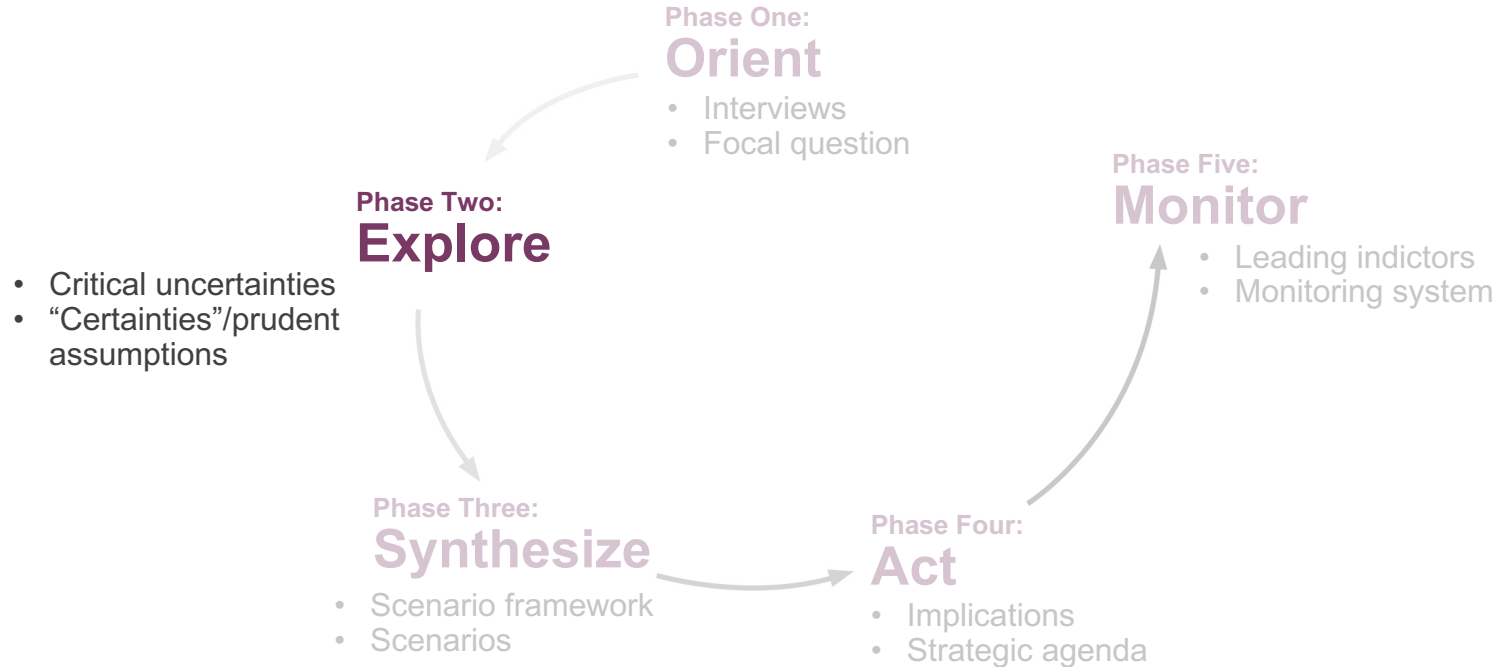 Phase One:
Orient
• Interviews
• Focal question
Phase Two:
Explore
• Critical uncertainties
• “Certainties”/prudent
assumptions
Phase Three:
Synthesize
• Scenario framework
• Scenarios
Phase Four:
Act
• Implications
• Strategic agenda
Phase Five:
Monitor
• Leading indictors
• Monitoring system